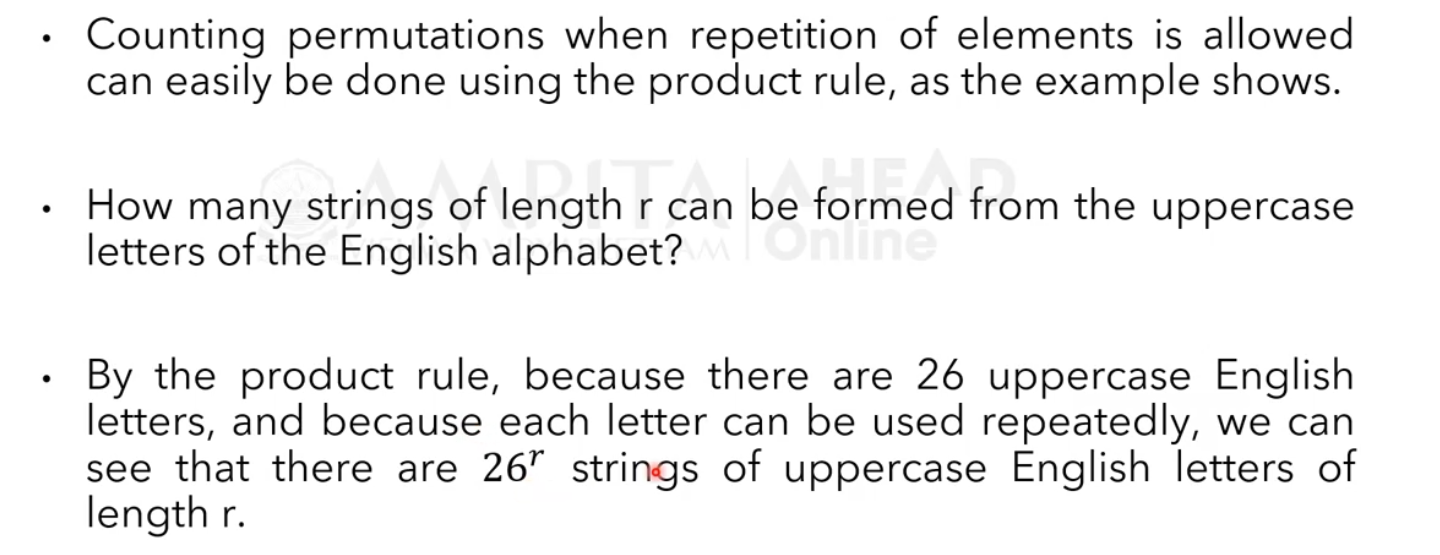 • Counting permutations when repetition of elements is allowed
can easily be done using the product rule, as the example shows.
AMRITA AHEAD
• How many strings of length r can be formed from the uppercase
letters of the English alphabet?
Online
• By the product rule, because there are 26 uppercase English
letters, and because each letter can be used repeatedly, we can
see that there are 26ʳ strings of uppercase English letters of
length r.